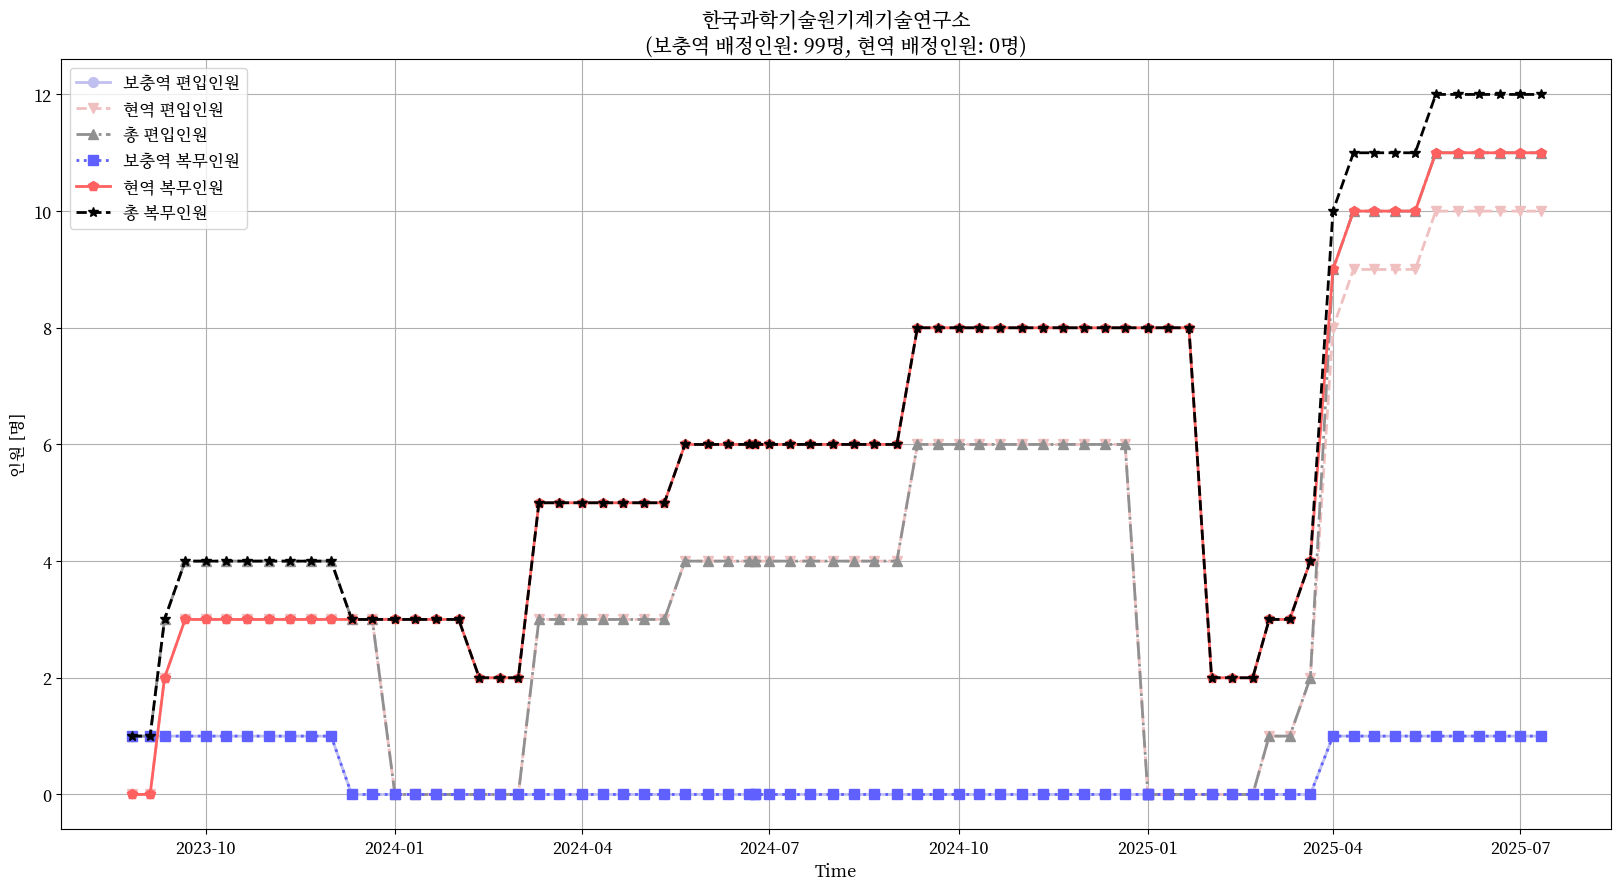 한국과학기술원기계기술연구소
(보충역 배정인원: 99명, 현역 배정인원: 0명)
보충역 편입인원
현역 편입인원
총 편입인원
보충역 복무인원
현역 복무인원
총 복무인원
12
10
8
6
4
2
0
인원 [명]
2023-10
2024-01
2024-04
2024-07
2024-10
2025-01
2025-04
2025-07
Time